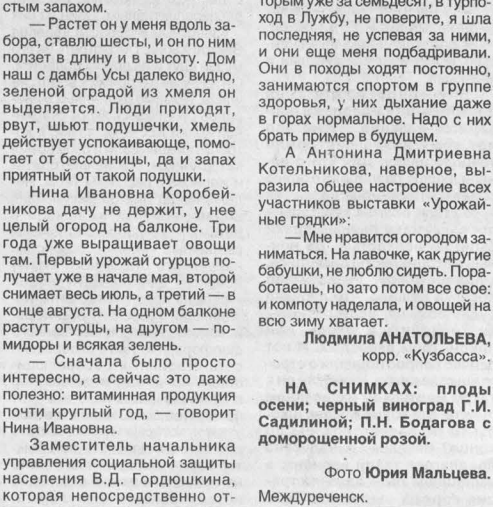 стым запахом.
— Растет он у меня вдоль за-
бора, ставлю шесты, и он по ним
ползет в длину и в высоту. Дом
наш с дамбы Усы далеко видно,
зеленой оградой из хмеля он
выделяется. Люди приходят,
рвут, шьют подушечки, хмель
действует успокаивающе, помо-
гает от бессонницы, да и запах
приятный от такой подушки.
Нина Ивановна Коробей-
никова дачу не держит, у нее
целый огород на балконе. Три
года уже выращивает овощи
там. Первый урожай огурцов по-
лучает уже в начале мая, второй
снимает весь июль, а третий — в
конце августа. На одном балконе
растут огурцы, на другом — по-
мидоры и всякая зелень.
— Сначала было просто
интересно, а сейчас это даже
полезно: витаминная продукция
почти круглый год, — говорит
Нина Ивановна.
Заместитель начальника
управления социальной защиты
населения В.Д. Гордюшкина,
которая непосредственно от-
торым уже за семьдесят, в турпо-
ход в Лужбу, не поверите, я шла
последняя, не успевая за ними,
и они еще меня подбадривали.
Они в походы ходят постоянно,
занимаются спортом в группе
здоровья, у них дыхание даже
в горах нормальное. Надо с них
брать пример в будущем.
А Антонина Дмитриевна
Котельникова, наверное, вы-
разила общее настроение всех
участников выставки «Урожай-
ные грядки»:
— Мне нравится огородом за-
ниматься. На лавочке, как другие
бабушки, не люблю сидеть. Пора-
ботаешь, но зато потом все свое:
и компоту наделала, и овощей на
всю зиму хватает.
Людмила АНАТОЛЬЕВА,
корр. «Кузбасса».
НА СНИМКАХ: плоды
осени; черный виноград Г.И.
Садилиной; П.Н. Бодагова с
доморощенной розой.
Фото Юрия Мальцева.
Междуреченск.